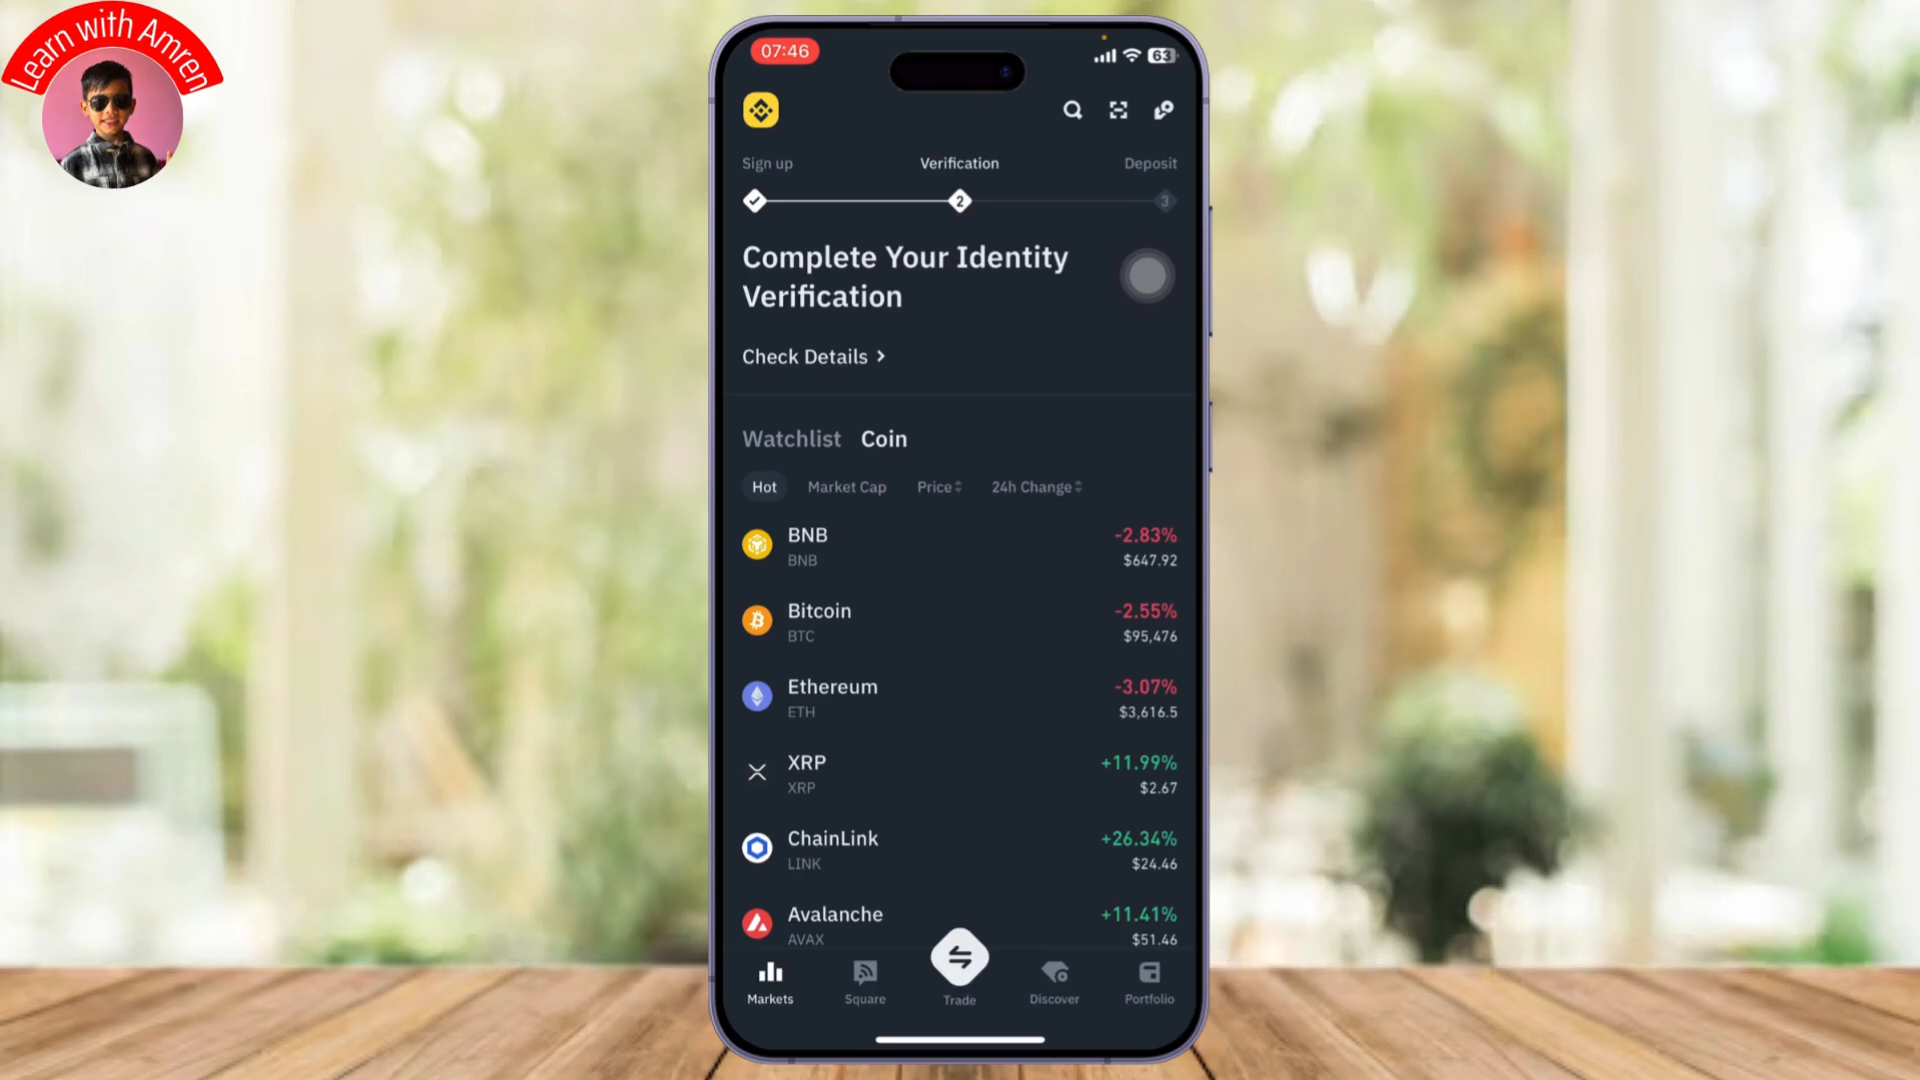 Learn with Amren
07:46
63
Sign up
Verification
Deposit
2
3
Complete Your Identity
Verification
Check Details >
Watchlist
Coin
Hot
Market Cap
Price
24h Change
BNB
-2.83%
BNB
$647.92
Bitcoin
-2.55%
BTC
$95,476
Ethereum
-3.07%
ETH
$3,616.5
XRP
+11.99%
XRP
$2.67
ChainLink
+26.34%
LINK
$24.46
Avalanche
+11.41%
AVAX
$51.46
Markets
Square
Trade
Discover
Portfolio